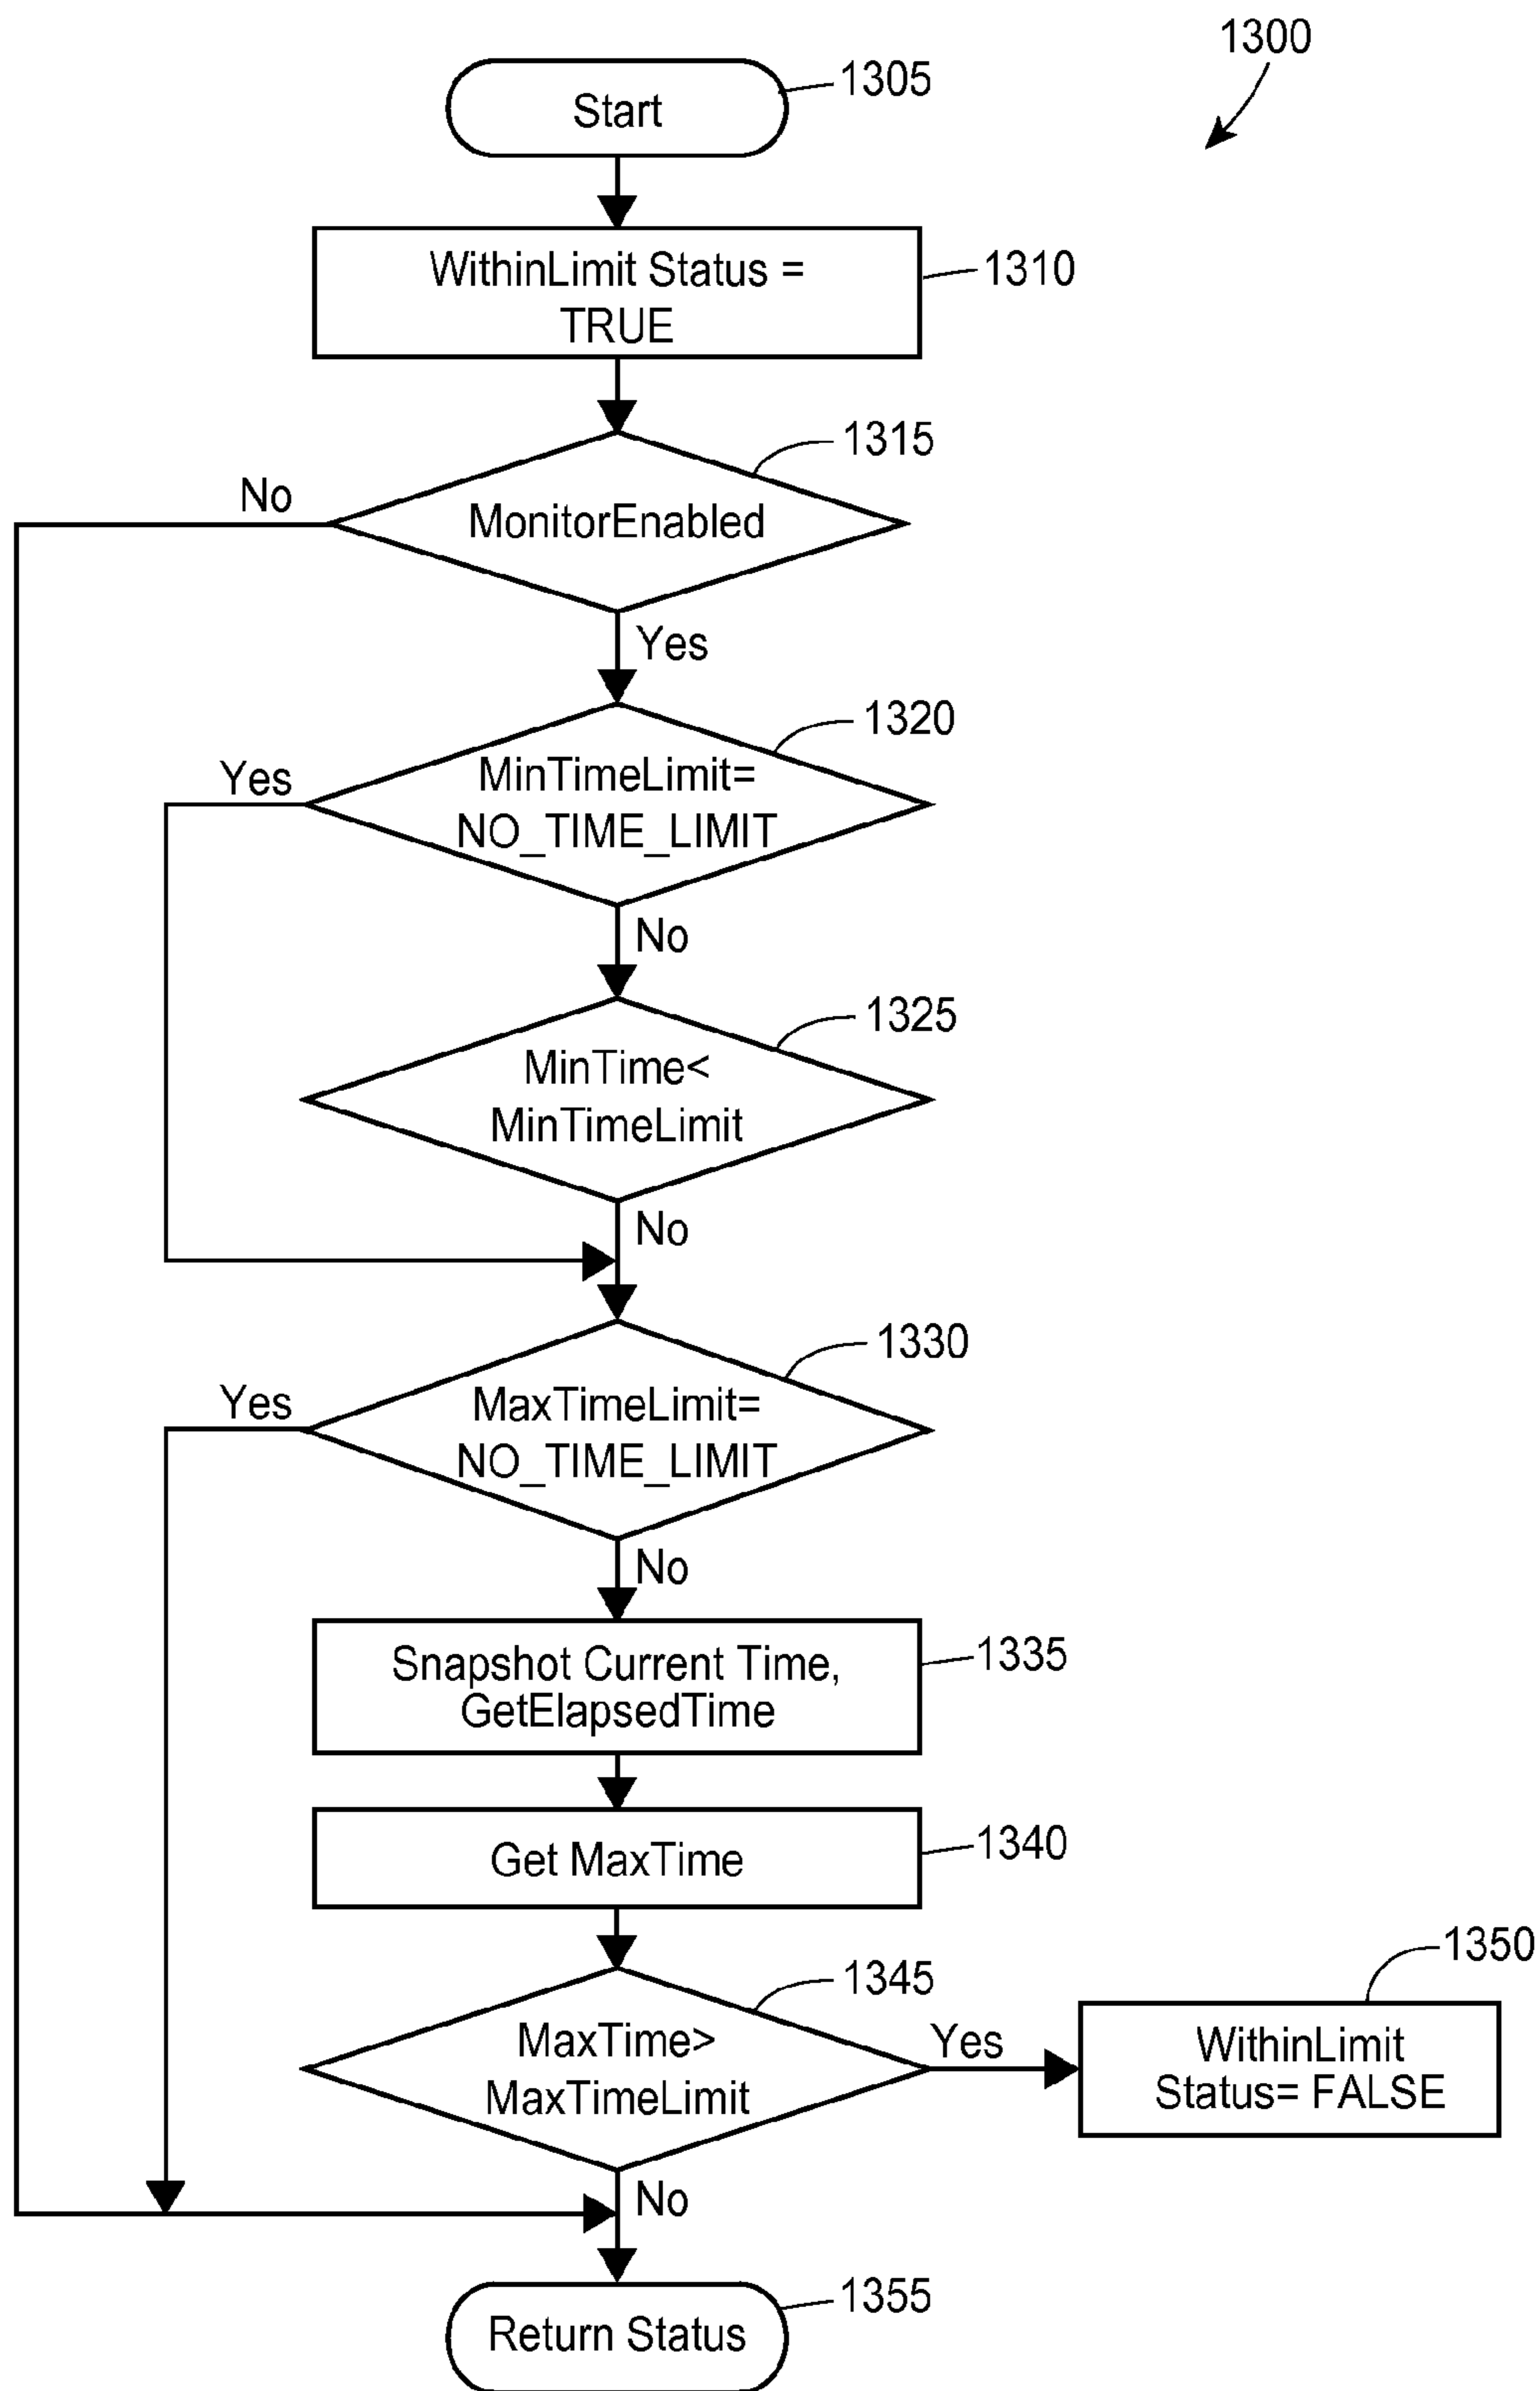 1300
1305
Start
WithinLimit Status =
TRUE
1310
1315
No
MonitorEnabled
Yes
1320
Yes
MinTimeLimit=
NO_TIME_LIMIT
No
1325
MinTime<
MinTimeLimit
No
1330
Yes
MaxTimeLimit=
NO_TIME_LIMIT
No
Snapshot Current Time,
GetElapsedTime
1335
Get MaxTime
1340
1345
MaxTime>
MaxTimeLimit
Yes
1350
WithinLimit
Status= FALSE
No
1355
Return Status